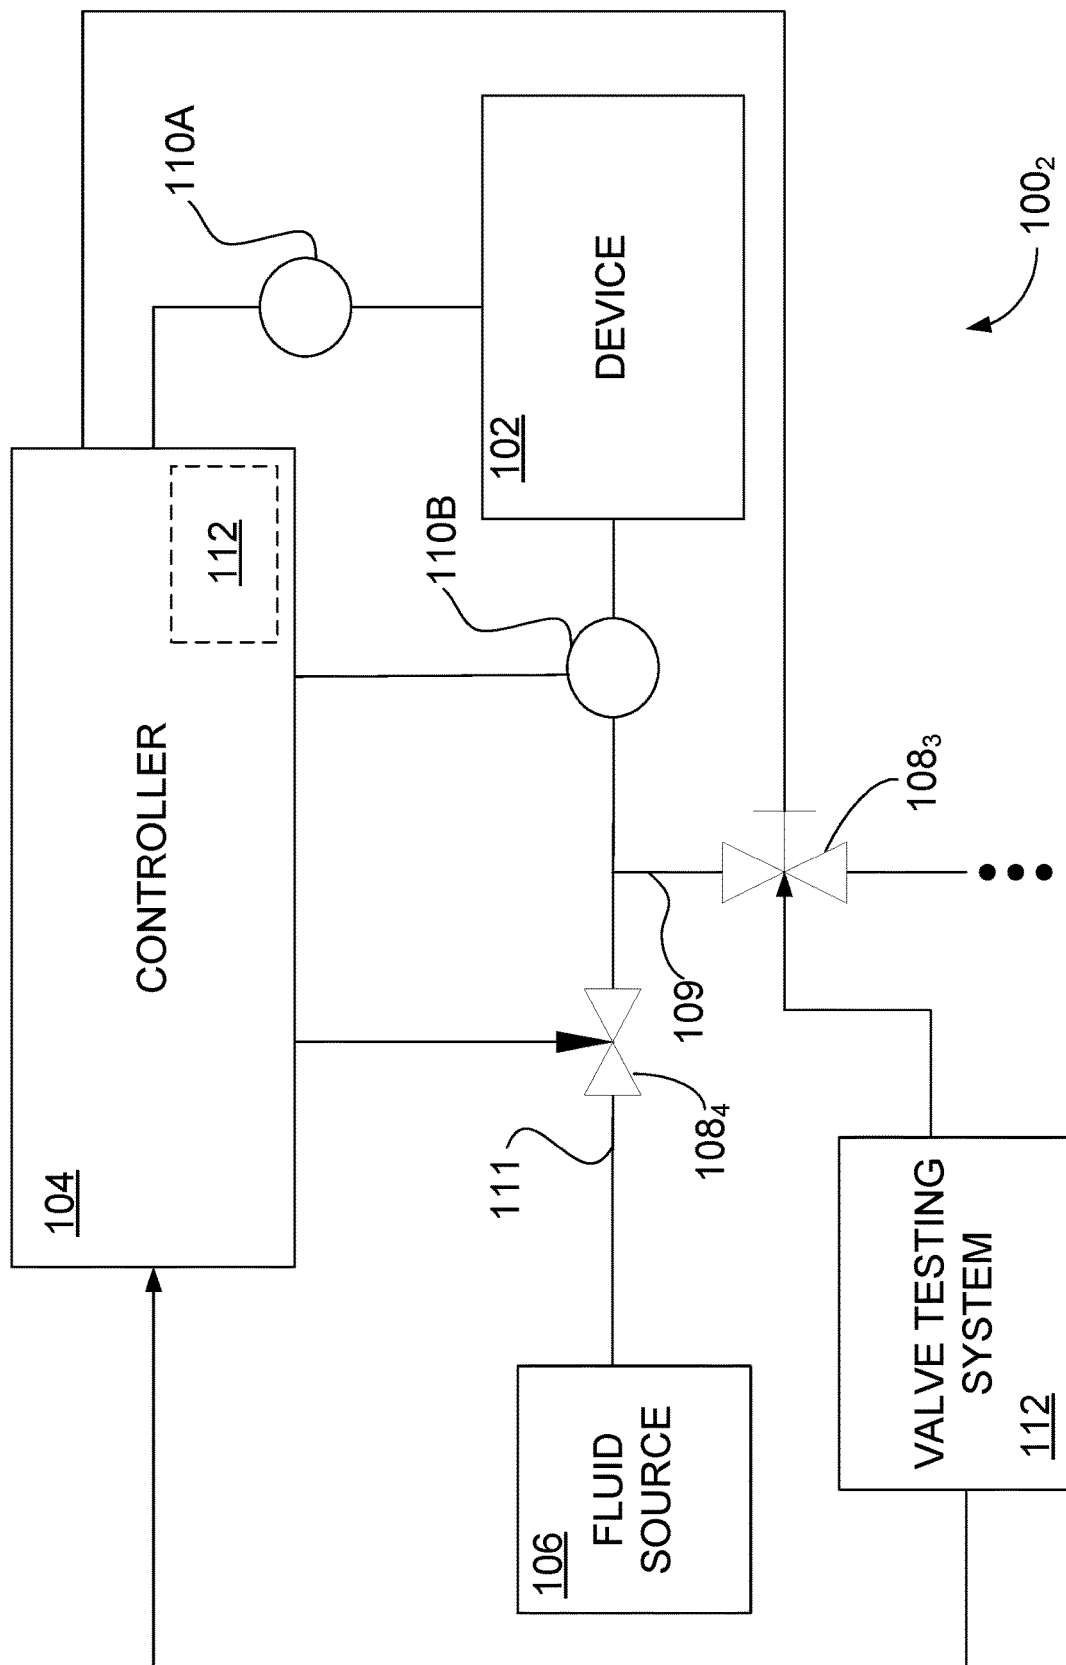 104
CONTROLLER
112
110A
110B
102
DEVICE
106
FLUID
SOURCE
111
108₄
109
108₃
VALVE TESTING
SYSTEM
112
100₂